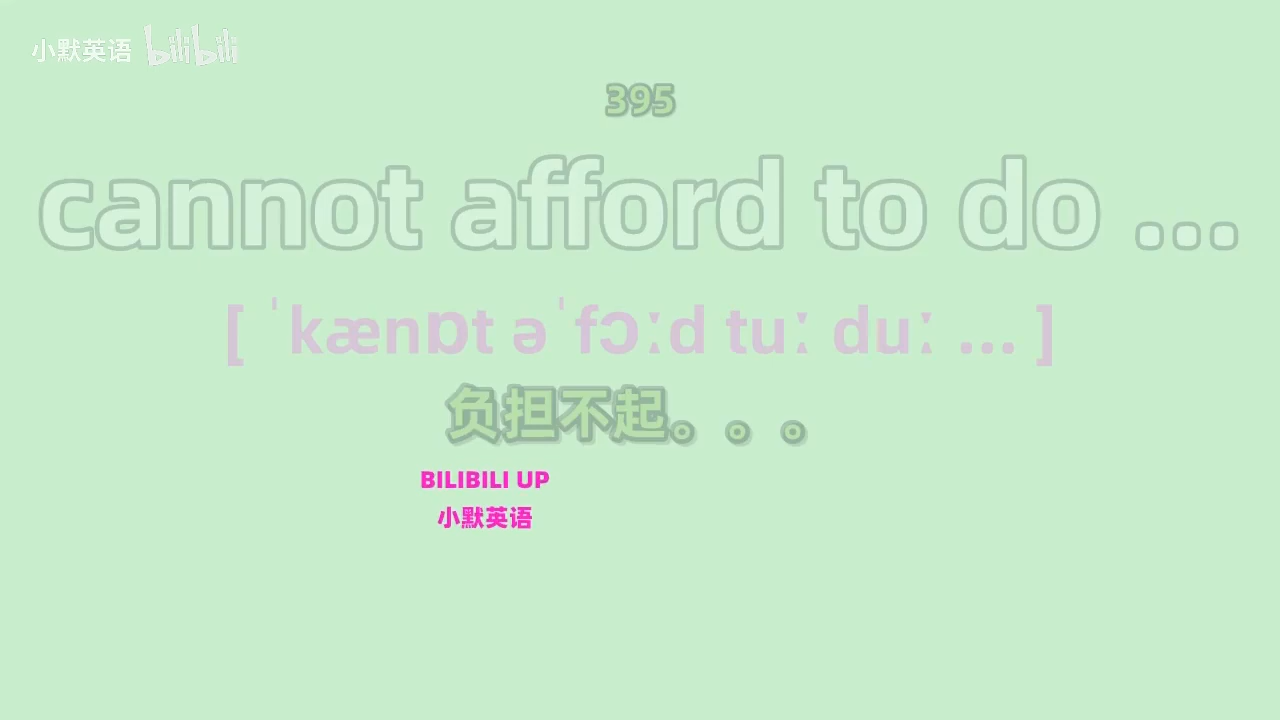 小默英语 bilibili
395
cannot afford to do ...
[ ˈkænɒt əˈfɔːd tuː duː ... ]
负担不起。。。
BILIBILI UP
小默英语